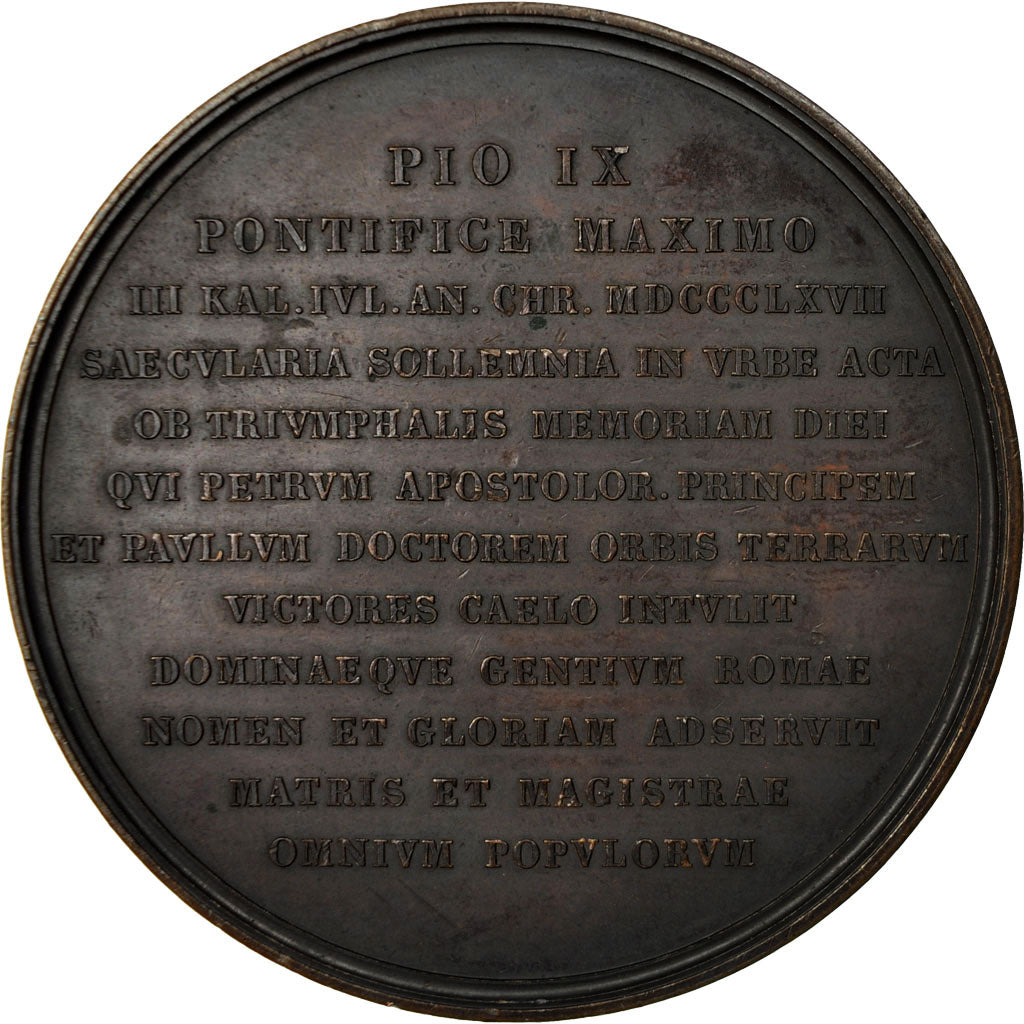 PIO IX
PONTIFICE MAXIMO
III KAL.IVL.AN. CHR. MDCCCLXVII
SAECVLARIA SOLLEMNIA IN VRBE ACTA
OB TRIVMPHALIS MEMORIAM DIEI
QVI PETRVM APOSTOLOR. PRINCIPEM
ET PAVLLVM DOCTOREM ORBIS TERRARVM
VICTORES CAELO INTVLIT
DOMINAEQVE GENTIVM ROMAE
NOMEN ET GLORIAM ADSERVIT
MATRIS ET MAGISTRAE
OMNIVM POPVLORVM